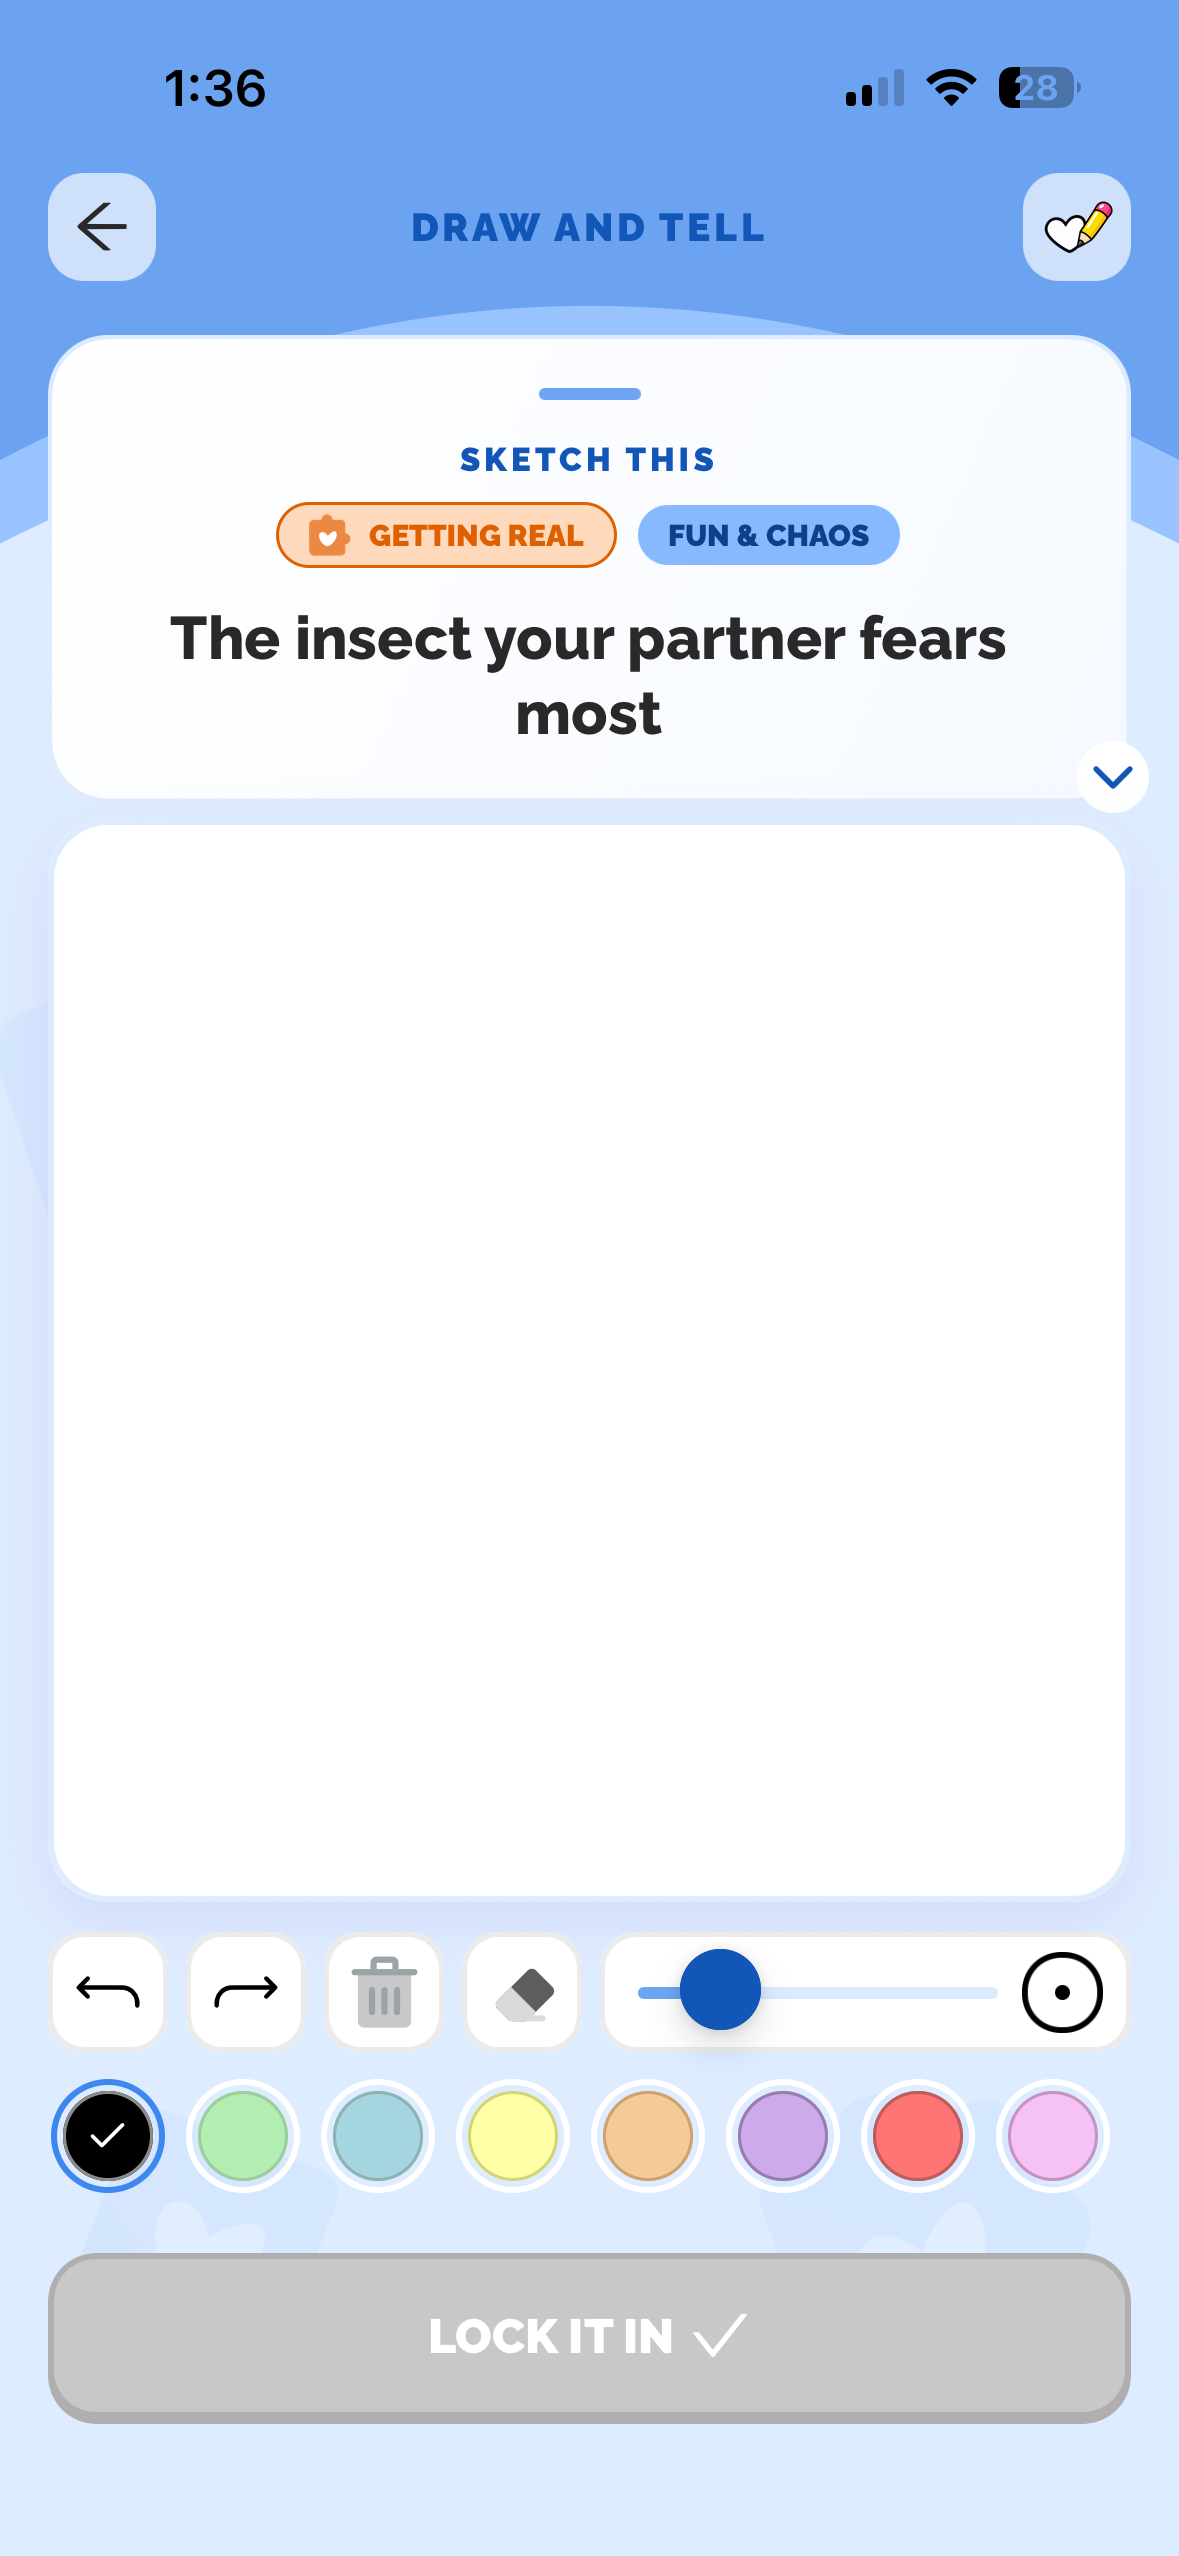 1:36
28
DRAW AND TELL
SKETCH THIS
GETTING REAL
FUN & CHAOS
The insect your partner fears
most
LOCK IT IN